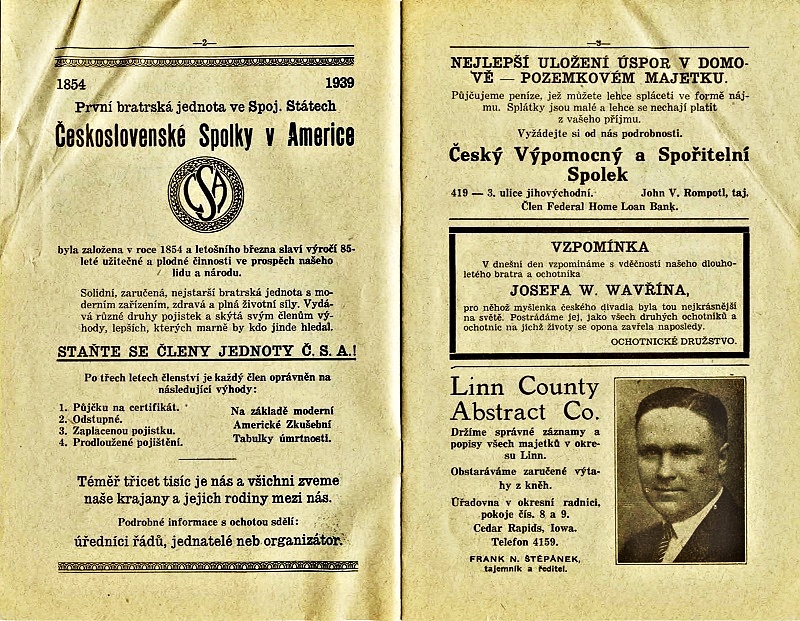 —2—
1854 1939
První bratrská jednota ve Spoj. Státech
Československé Spolky v Americe
ČSA
byla založena v roce 1854 a letošního března slaví výročí 85-
leté užitečné a plodné činnosti ve prospěch našeho
lidu a národu.
Solidní, zaručená, nejstarší bratrská jednota s mo-
derním zařízením, zdravá a plná životní síly. Vydá-
vá různé druhy pojistek a skýtá svým členům vý-
hody, lepších, kterých marně by kdo jinde hledal.
STAŇTE SE ČLENY JEDNOTY Č. S. A.!
Po třech letech členství je každý člen oprávněn na
následující výhody:
1. Půjčku na certifikát.
2. Odstupné.
3. Zaplacenou pojistku.
4. Prodloužené pojištění.
Na základě moderní
Americké Zkušební
Tabulky úmrtnosti.
Téměř třicet tisíc je nás a všichni zveme
naše krajany a jejich rodiny mezi nás.
Podrobné informace s ochotou sdělí:
úředníci řádů, jednatelé neb organizátor.
—3—
NEJLEPŠÍ ULOŽENÍ ÚSPOR V DOMO-
VĚ — POZEMKOVÉM MAJETKU.
Půjčujeme peníze, jež můžete lehce spláceti ve formě náj-
mu. Splátky jsou malé a lehce se nechají platit
z vašeho příjmu.
Vyžádejte si od nás podrobnosti.
Český Výpomocný a Spořitelní
Spolek
419 — 3. ulice jihovýchodní. John V. Rompotl, taj.
Člen Federal Home Loan Bank.
VZPOMÍNKA
V dnešní den vzpomínáme s vděčností našeho dlouho-
letého bratra a ochotníka
JOSEFA W. WAVŘÍNA,
pro něhož myšlenka českého divadla byla tou nejkrásnější
na světě. Postrádáme jej, jako všech druhých ochotníků a
ochotnic na jichž životy se opona zavřela naposledy.
OCHOTNICKÉ DRUŽSTVO.
Linn County
Abstract Co.
Držíme správné záznamy a
popisy všech majetků v okre-
su Linn.
Obstaráváme zaručené výta-
hy z kněh.
Úřadovna v okresní radnici,
pokoje čís. 8 a 9.
Cedar Rapids, Iowa.
Telefon 4159.
FRANK N. ŠTĚPÁNEK,
tajemník a ředitel.